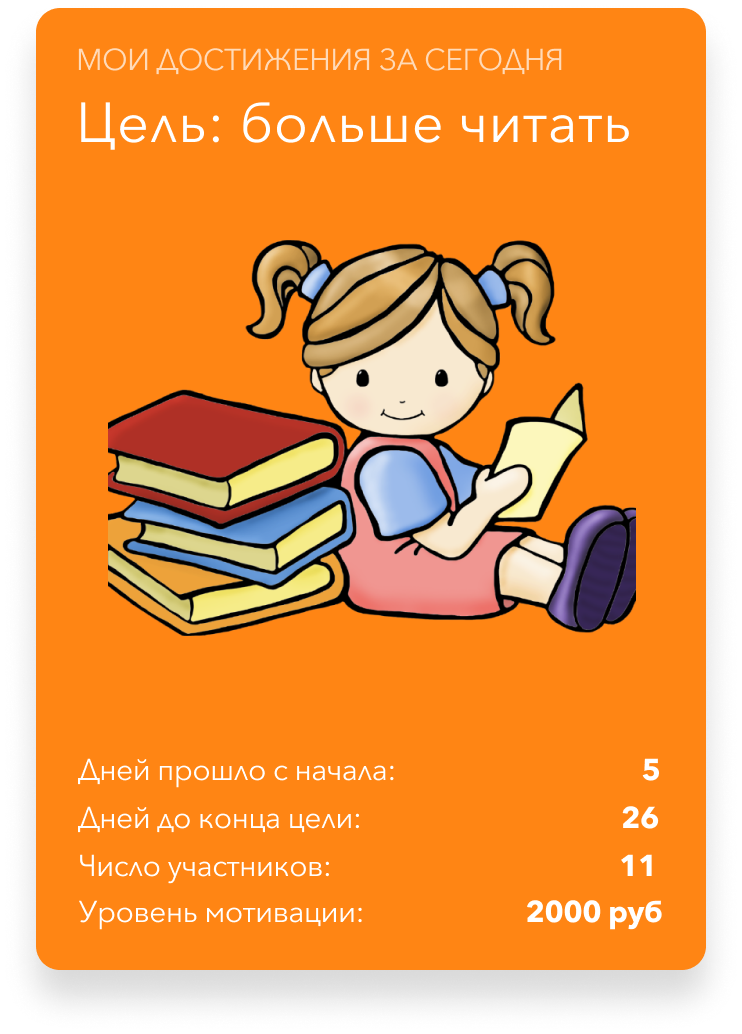 МОИ ДОСТИЖЕНИЯ ЗА СЕГОДНЯ
Цель: больше читать
Дней прошло с начала: 5
Дней до конца цели: 26
Число участников: 11
Уровень мотивации: 2000 руб